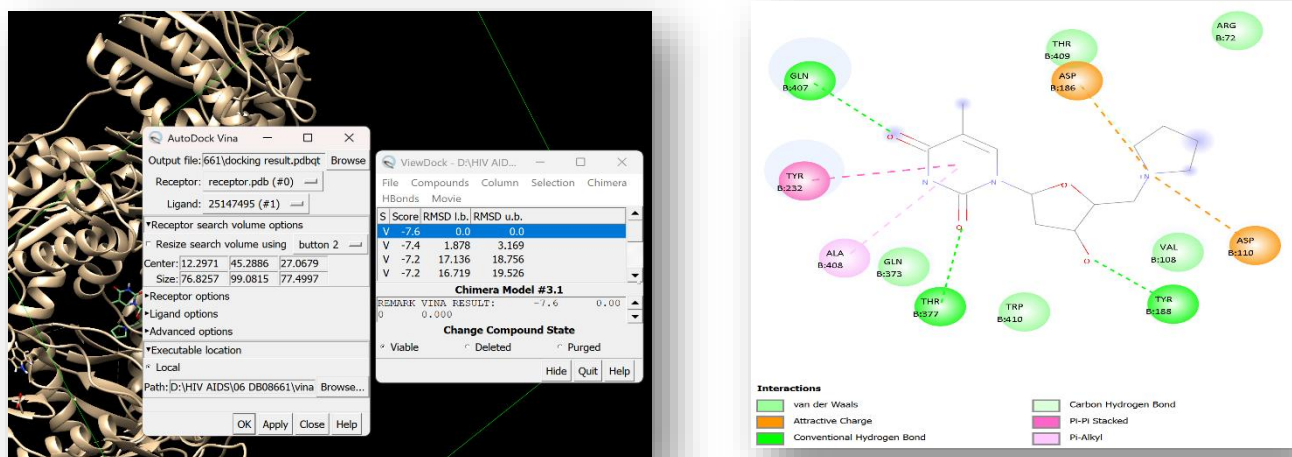 AutoDock Vina
Output file: 661\docking result.pdbqt Browse
Receptor: receptor.pdb (#0)
Ligand: 25147495 (#1)
Receptor search volume options
Resize search volume using button 2
Center: 12.2971 45.2886 27.0679
Size: 76.8257 99.0815 77.4997
Receptor options
Ligand options
Advanced options
Executable location
Local
Path: D:\HIV AIDS\06 DB08661\vina Browse...
OK Apply Close Help
ViewDock - D:\HIV AID...
File Compounds Column Selection Chimera
HBonds Movie
S Score RMSD l.b. RMSD u.b.
V -7.6 0.0 0.0
V -7.4 1.878 3.169
V -7.2 17.136 18.756
V -7.2 16.719 19.526
Chimera Model #3.1
REMARK VINA RESULT: -7.6 0.00
0 0.000
Change Compound State
Viable Deleted Purged
Hide Quit Help
ARG
B:72
THR
B:409
ASP
B:186
GLN
B:407
TYR
B:232
ALA
B:408
GLN
B:373
THR
B:377
TRP
B:410
VAL
B:108
ASP
B:110
TYR
B:188
O
N
N
O
O
O
N
Interactions
van der Waals
Attractive Charge
Conventional Hydrogen Bond
Carbon Hydrogen Bond
Pi-Pi Stacked
Pi-Alkyl